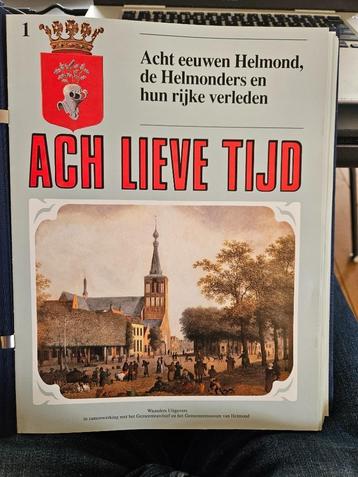 1
Acht eeuwen Helmond,
de Helmonders en
hun rijke verleden
ACH LIEVE TIJD
Waanders Uitgevers
in samenwerking met het Gemeentearchief en het Gemeentemuseum van Helmond